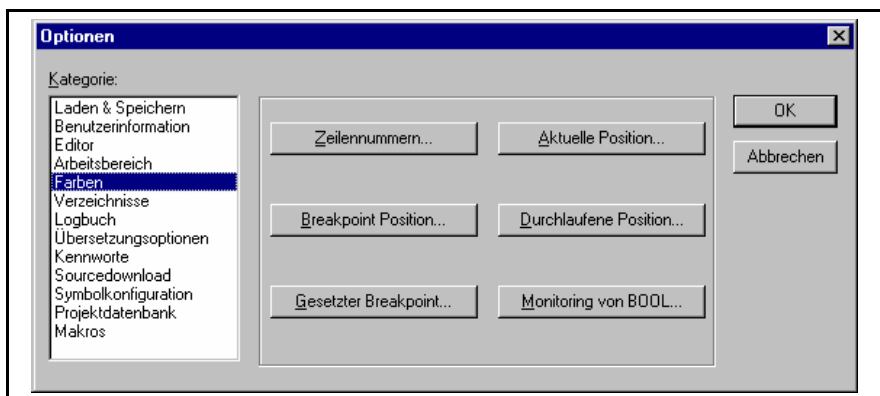 Optionen
Kategorie:
Laden & Speichern
Benutzerinformation
Editor
Arbeitsbereich
Farben
Verzeichnisse
Logbuch
Übersetzungsoptionen
Kennworte
Sourcedownload
Symbolkonfiguration
Projektdatenbank
Makros
Zeilennummern...
Aktuelle Position...
Breakpoint Position...
Durchlaufene Position...
Gesetzter Breakpoint...
Monitoring von BOOL...
OK
Abbrechen